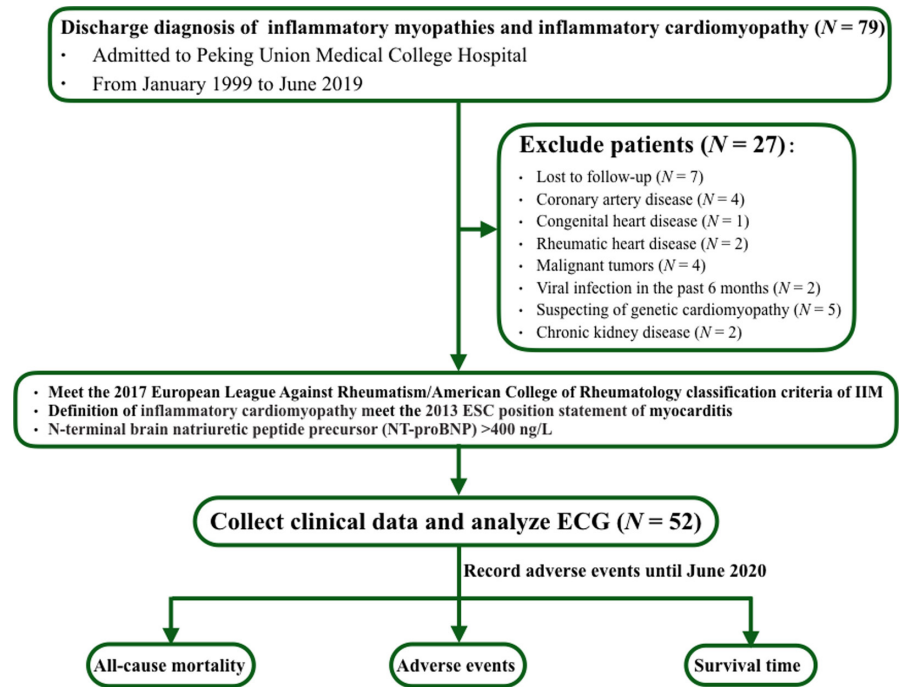 Discharge diagnosis of inflammatory myopathies and inflammatory cardiomyopathy (N = 79)
· Admitted to Peking Union Medical College Hospital
· From January 1999 to June 2019
Exclude patients (N = 27) :
· Lost to follow-up (N = 7)
· Coronary artery disease (N = 4)
· Congenital heart disease (N = 1)
· Rheumatic heart disease (N = 2)
· Malignant tumors (N = 4)
· Viral infection in the past 6 months (N = 2)
· Suspecting of genetic cardiomyopathy (N = 5)
· Chronic kidney disease (N = 2)
· Meet the 2017 European League Against Rheumatism/American College of Rheumatology classification criteria of IIM
· Definition of inflammatory cardiomyopathy meet the 2013 ESC position statement of myocarditis
· N-terminal brain natriuretic peptide precursor (NT-proBNP) >400 ng/L
Collect clinical data and analyze ECG (N = 52)
Record adverse events until June 2020
All-cause mortality
Adverse events
Survival time